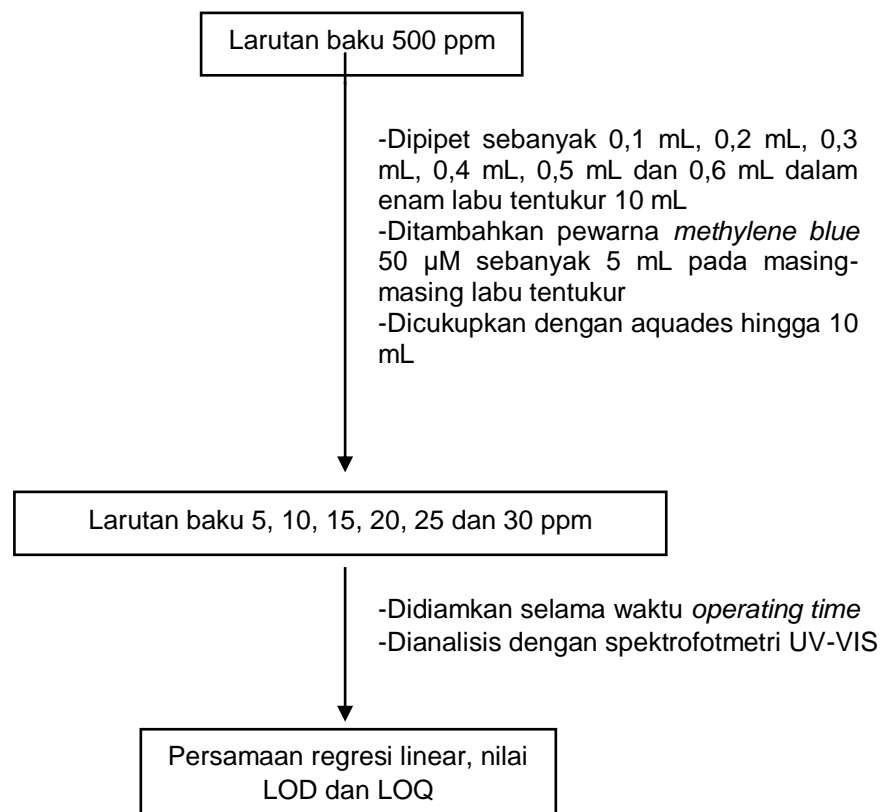 Larutan baku 500 ppm
-Dipipet sebanyak 0,1 mL, 0,2 mL, 0,3
mL, 0,4 mL, 0,5 mL dan 0,6 mL dalam
enam labu tentukur 10 mL
-Ditambahkan pewarna methylene blue
50 µM sebanyak 5 mL pada masing-
masing labu tentukur
-Dicukupkan dengan aquades hingga 10
mL
Larutan baku 5, 10, 15, 20, 25 dan 30 ppm
-Didiamkan selama waktu operating time
-Dianalisis dengan spektrofotmetri UV-VIS
Persamaan regresi linear, nilai
LOD dan LOQ